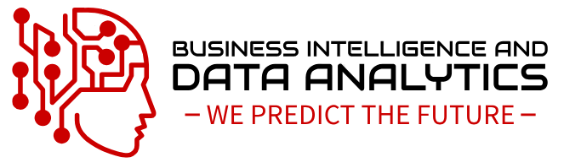 BUSINESS INTELLIGENCE AND
DATA ANALYTICS
– WE PREDICT THE FUTURE –